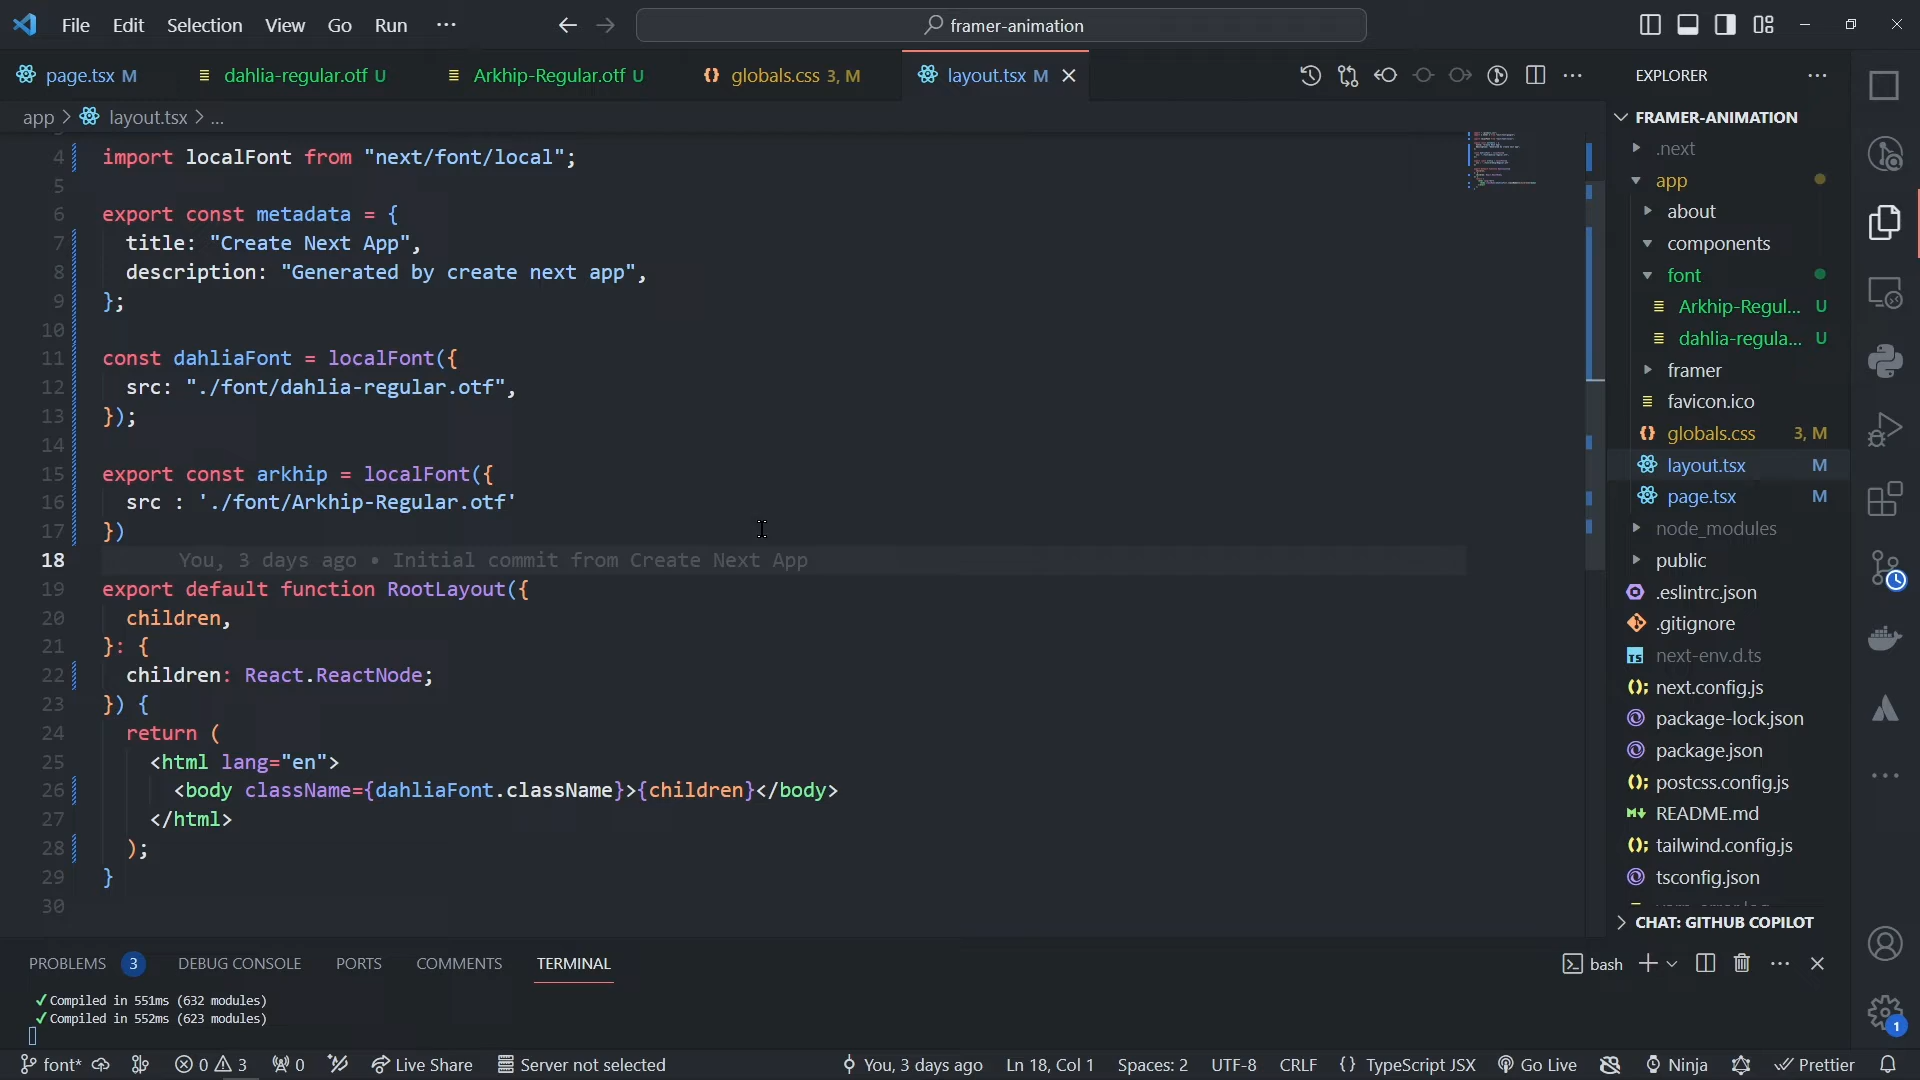 File Edit Selection View Go Run ··· framer-animation
page.tsx M dahlia-regular.otf U Arkhip-Regular.otf U globals.css 3, M layout.tsx M
app > layout.tsx > ...
4 import localFont from "next/font/local";
5
6 export const metadata = {
7 title: "Create Next App",
8 description: "Generated by create next app",
9 };
10
11 const dahliaFont = localFont({
12 src: "./font/dahlia-regular.otf",
13 });
14
15 export const arkhip = localFont({
16 src : './font/Arkhip-Regular.otf'
17 })
18 You, 3 days ago • Initial commit from Create Next App
19 export default function RootLayout({
20 children,
21 }: {
22 children: React.ReactNode;
23 }) {
24 return (
25 <html lang="en">
26 <body className={dahliaFont.className}>{children}</body>
27 </html>
28 );
29 }
30
EXPLORER ···
FRAMER-ANIMATION
.next
app
about
components
font
Arkhip-Regul... U
dahlia-regula... U
framer
favicon.ico
globals.css 3, M
layout.tsx M
page.tsx M
node_modules
public
.eslintrc.json
.gitignore
next-env.d.ts
next.config.js
package-lock.json
package.json
postcss.config.js
README.md
tailwind.config.js
tsconfig.json
CHAT: GITHUB COPILOT
PROBLEMS 3 DEBUG CONSOLE PORTS COMMENTS TERMINAL bash
✓ Compiled in 551ms (632 modules)
✓ Compiled in 552ms (623 modules)
1
font* 0 3 0 Live Share Server not selected You, 3 days ago Ln 18, Col 1 Spaces: 2 UTF-8 CRLF {} TypeScript JSX Go Live Ninja Prettier